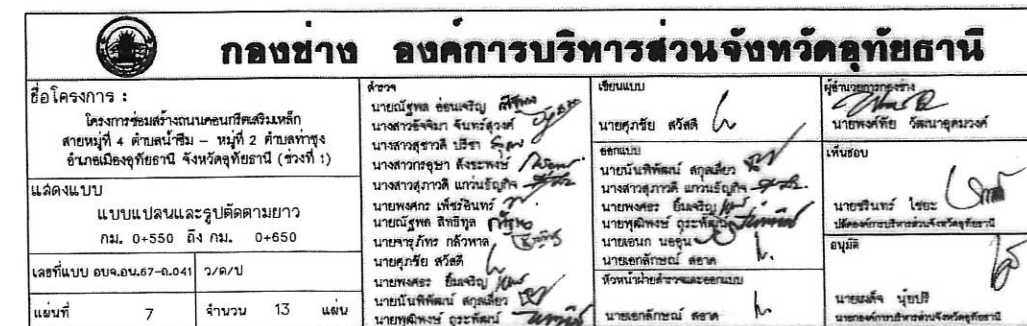 กองช่าง องค์การบริหารส่วนจังหวัดอุทัยธานี
ชื่อโครงการ :
โครงการซ่อมสร้างถนนคอนกรีตเสริมเหล็ก
สายหมู่ที่ 4 ตำบลน้ำซึม - หมู่ที่ 2 ตำบลท่าซุง
อำเภอเมืองอุทัยธานี จังหวัดอุทัยธานี (ช่วงที่ 1)
แสดงแบบ
แบบแปลนและรูปตัดตามยาว
กม. 0+550 ถึง กม. 0+650
เลขที่แบบ อบจ.อน.67-ถ.041 ว/ด/ป
แผ่นที่ 7 จำนวน 13 แผ่น
สำรวจ
นายณัฐพล อ่อนเจริญ
นางสาวอัจจิมา จันทร์สุวงค์
นางสาวสุชาวดี ปรีชา
นางสาวกรอุษา สังขะพงษ์
นางสาวสุภาวดี แกว่นธัญกิจ
นายพงศกร เพ็ชรอินทร์
นายณัฐพล สิทธิทูล
นายจารุภัทร กล้วพาล
นายศุภชัย สวัสดี
นายพงศธร ยิ้มเจริญ
นายนันทิพัฒน์ สกุลเลี่ยว
นายพุฒิพงษ์ ถุระพัฒน์
เขียนแบบ
นายศุภชัย สวัสดี
ออกแบบ
นายนันทิพัฒน์ สกุลเลี่ยว
นางสาวสุภาวดี แกว่นธัญกิจ
นายพงศธร ยิ้มเจริญ
นายพุฒิพงษ์ ถุระพัฒน์
นายเอนก นอขุน
นายเอกลักษณ์ สอาด
หัวหน้าฝ่ายสำรวจและออกแบบ
นายเอกลักษณ์ สอาด
ผู้อำนวยการกองช่าง
นายพงค์ทัย วัฒนาอุดมวงค์
เห็นชอบ
นายชรินทร์ ไชยะ
ปลัดองค์การบริหารส่วนจังหวัดอุทัยธานี
อนุมัติ
นายเผด็จ นุ้ยปรี
นายกองค์การบริหารส่วนจังหวัดอุทัยธานี